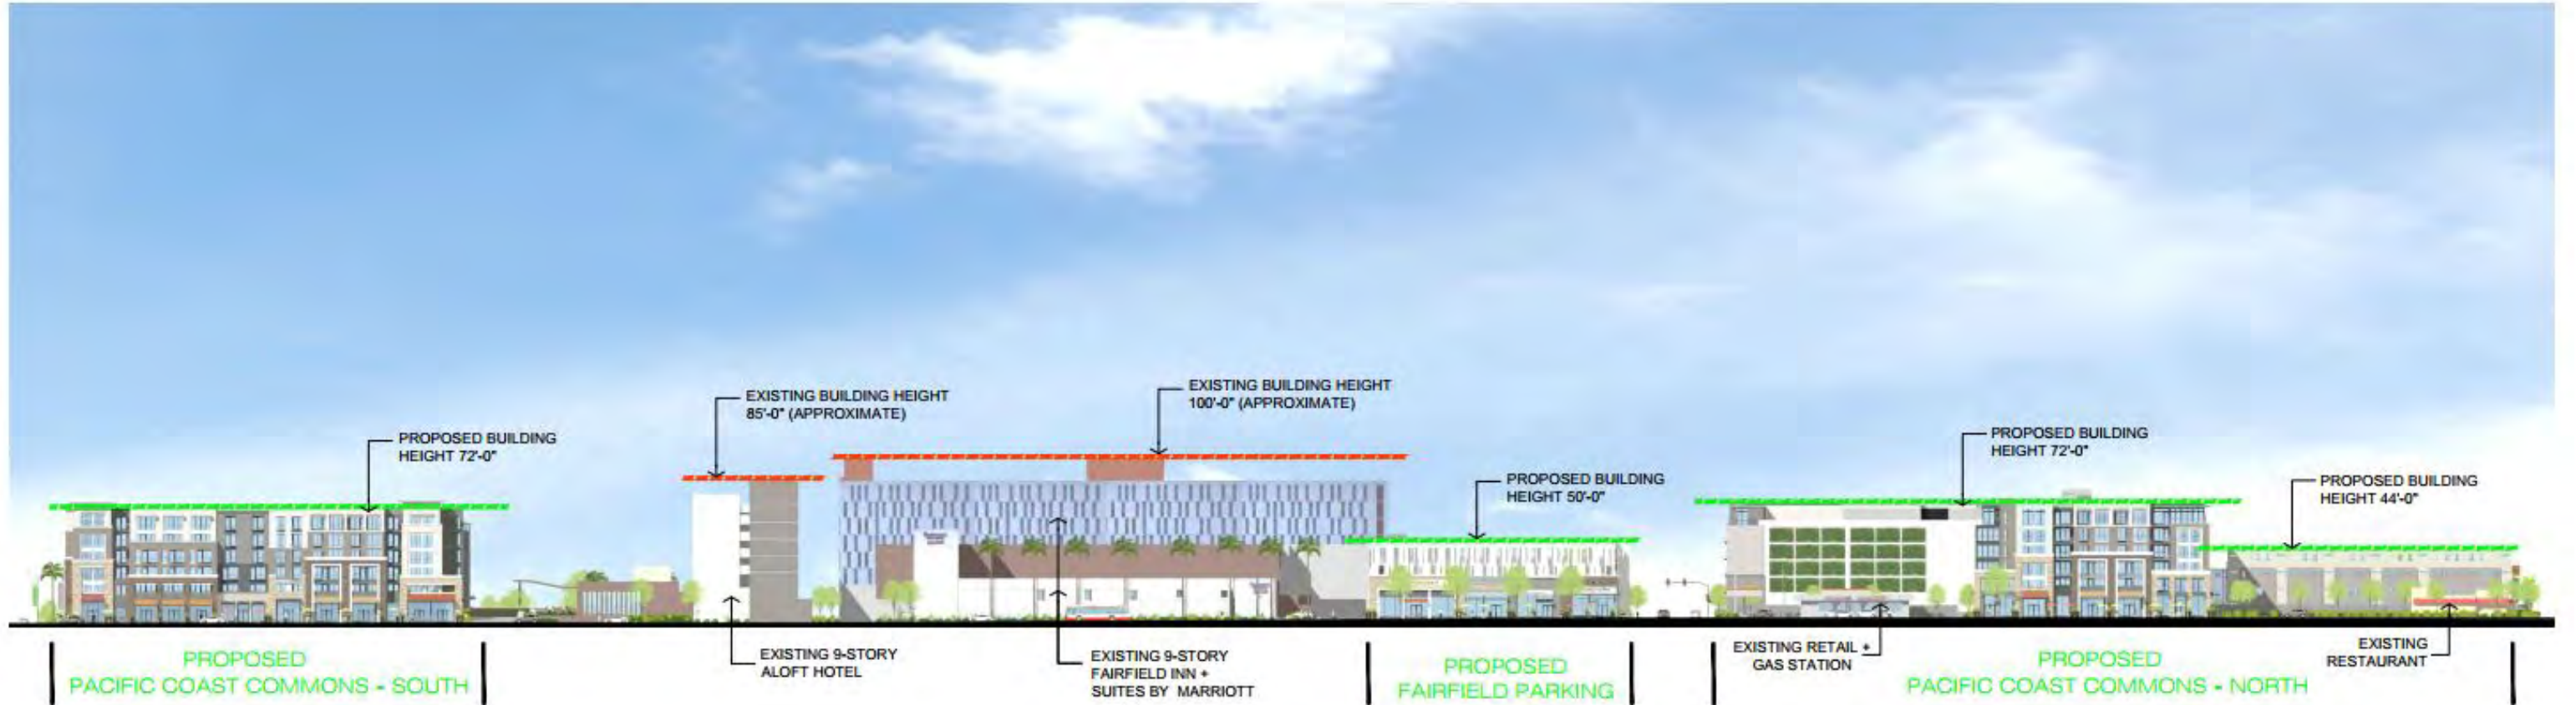 EXISTING BUILDING HEIGHT
85'-0" (APPROXIMATE)
EXISTING BUILDING HEIGHT
100'-0" (APPROXIMATE)
PROPOSED BUILDING
HEIGHT 72'-0"
PROPOSED BUILDING
HEIGHT 50'-0"
PROPOSED BUILDING
HEIGHT 72'-0"
PROPOSED BUILDING
HEIGHT 44'-0"
PROPOSED
PACIFIC COAST COMMONS - SOUTH
EXISTING 9-STORY
ALOFT HOTEL
EXISTING 9-STORY
FAIRFIELD INN +
SUITES BY MARRIOTT
PROPOSED
FAIRFIELD PARKING
EXISTING RETAIL +
GAS STATION
PROPOSED
PACIFIC COAST COMMONS - NORTH
EXISTING
RESTAURANT